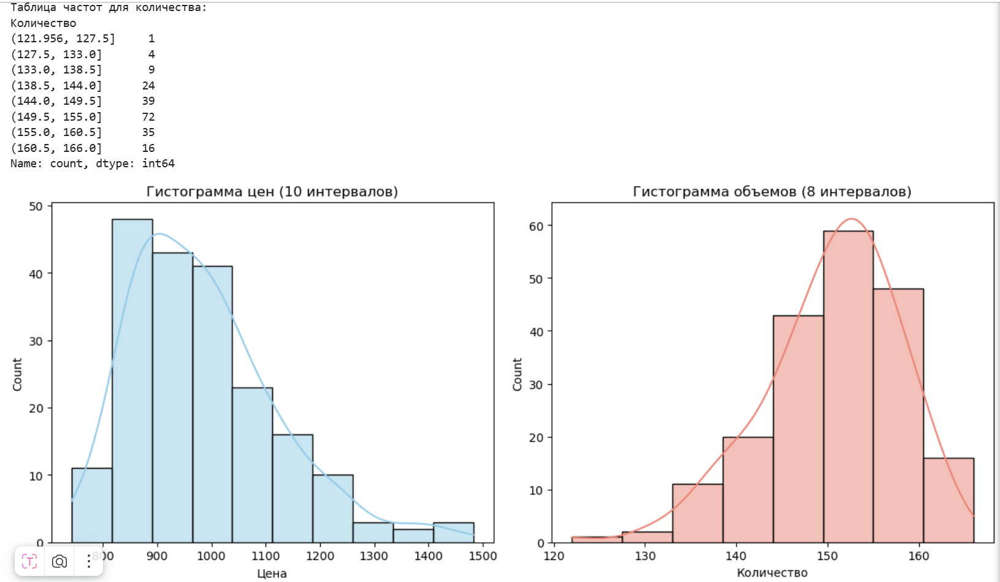 Таблица частот для количества:
Количество
(121.956, 127.5]     1
(127.5, 133.0]       4
(133.0, 138.5]       9
(138.5, 144.0]      24
(144.0, 149.5]      39
(149.5, 155.0]      72
(155.0, 160.5]      35
(160.5, 166.0]      16
Name: count, dtype: int64
Гистограмма цен (10 интервалов)
50
40
30
20
10
0
Count
900 1000 1100 1200 1300 1400 1500
Цена
Гистограмма объемов (8 интервалов)
60
50
40
30
20
10
0
Count
120 130 140 150 160
Количество
T